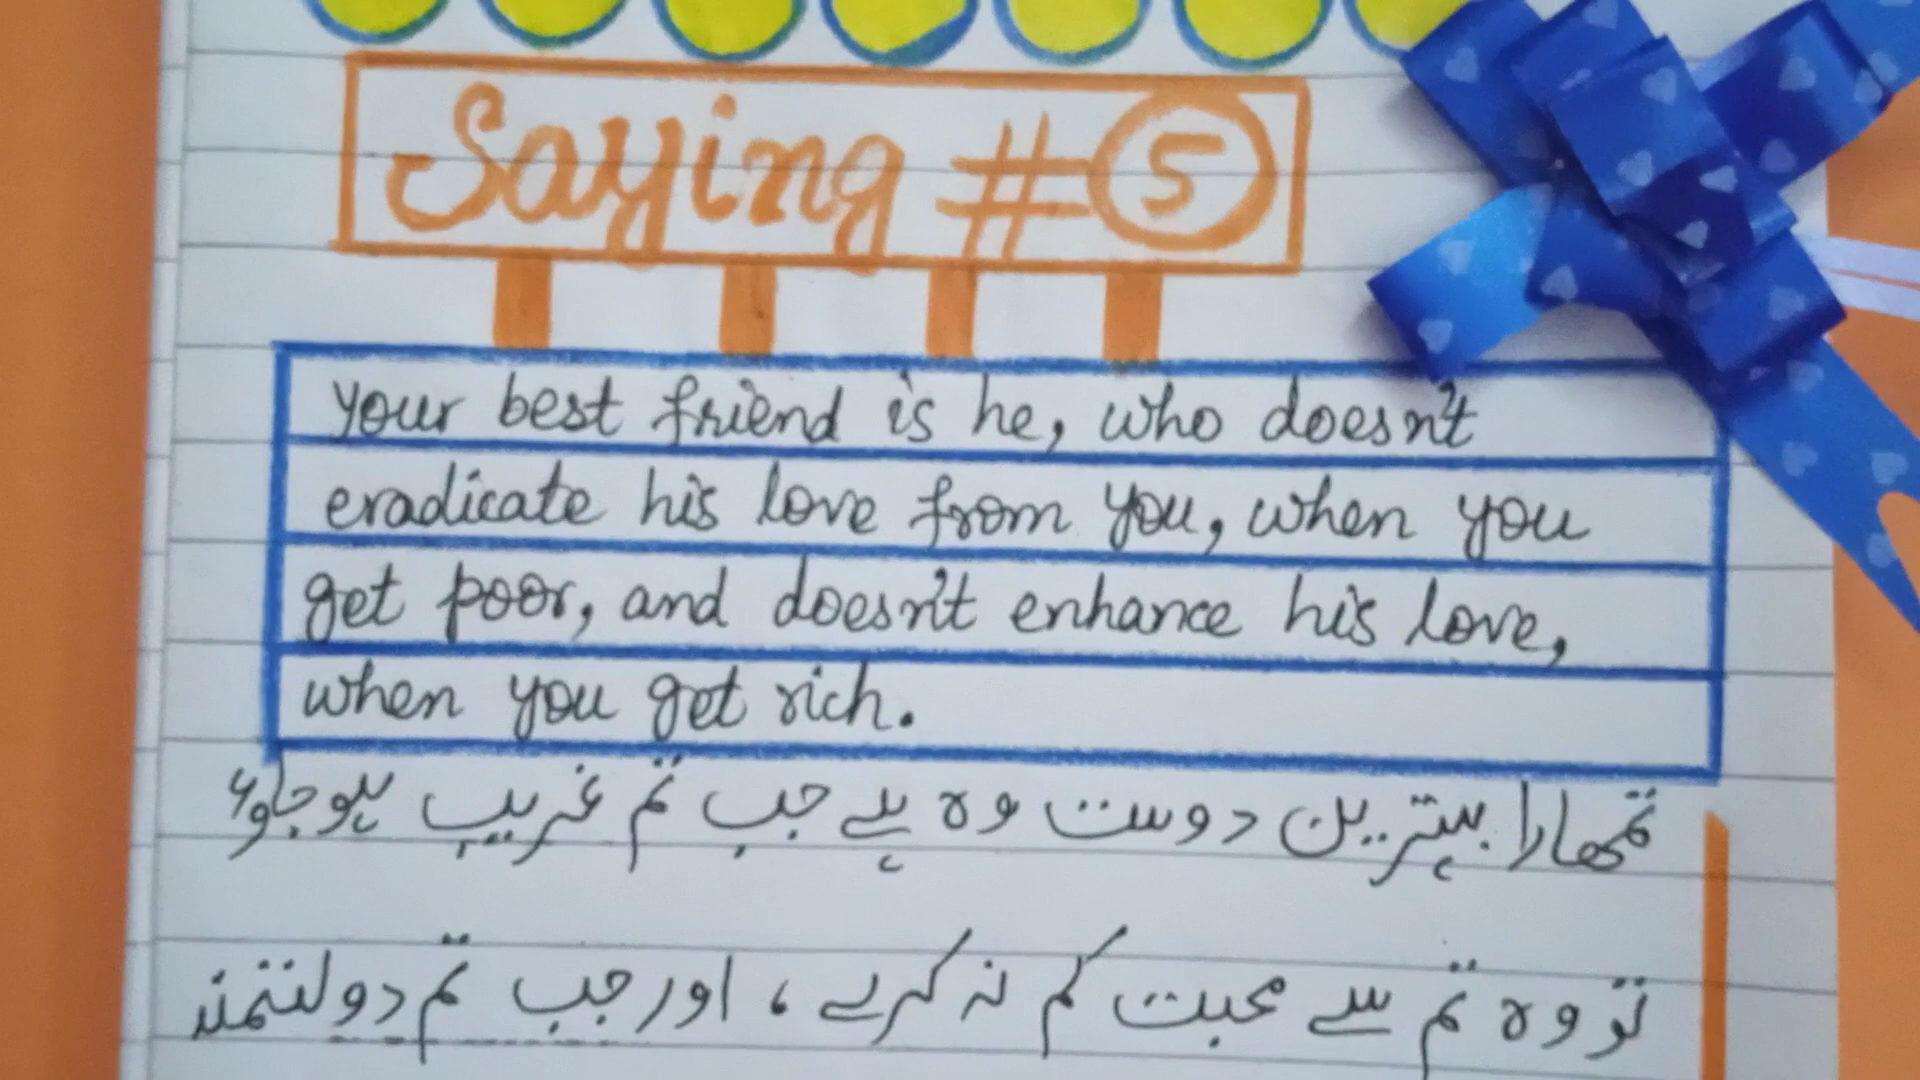 Saying #5
your best friend is he, who doesn't
eradicate his love from you, when you
get poor, and doesn't enhance his love,
when you get rich.
تمھارا بہترین دوست وہ ہے جب تم غریب ہو جاؤ
تو وہ تم سے محبت کم نہ کرے، اور جب تم دولتمند